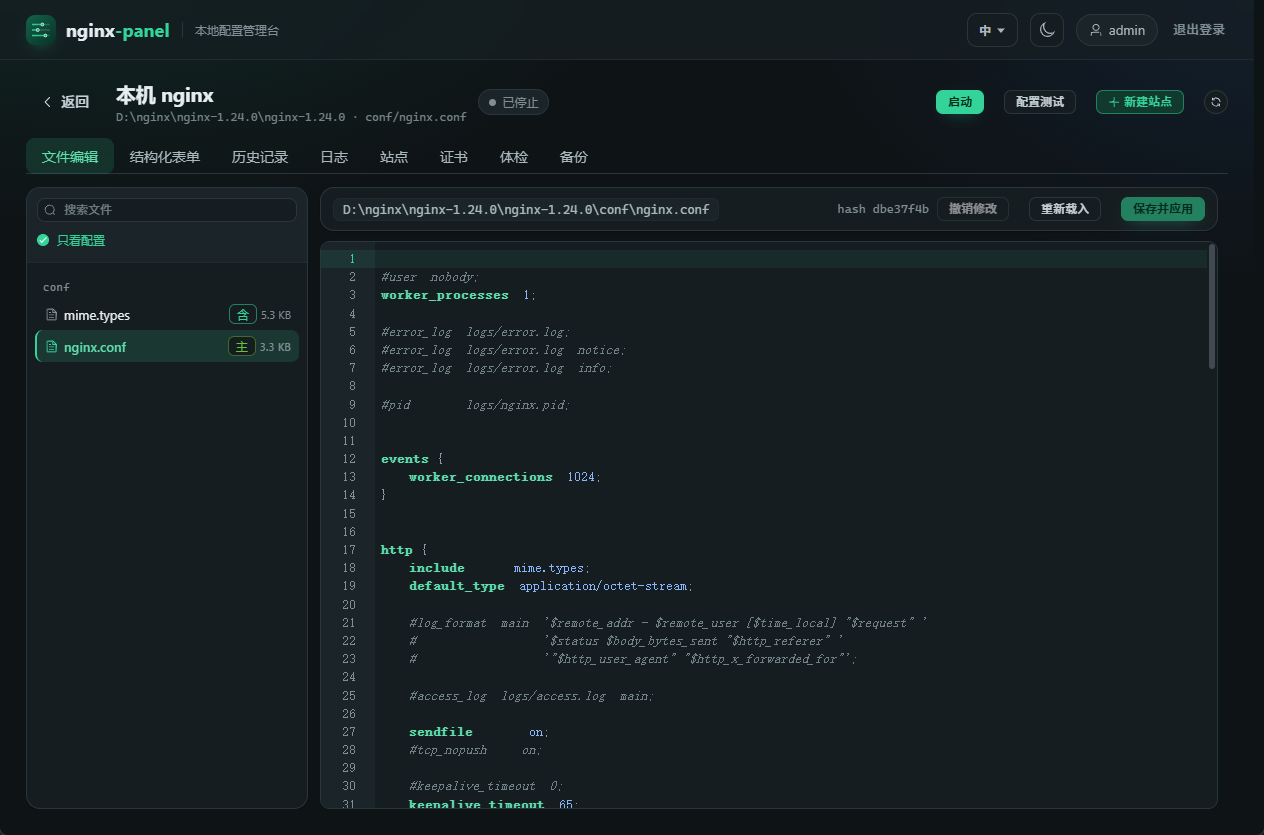 nginx-panel 本地配置管理台 中 admin 退出登录
返回 本机 nginx 已停止 启动 配置测试 + 新建站点
D:\nginx\nginx-1.24.0\nginx-1.24.0 · conf/nginx.conf
文件编辑 结构化表单 历史记录 日志 站点 证书 体检 备份
搜索文件
只看配置
conf
mime.types 含 5.3 KB
nginx.conf 主 3.3 KB
D:\nginx\nginx-1.24.0\nginx-1.24.0\conf\nginx.conf hash dbe37f4b 撤销修改 重新载入 保存并应用
1
2 #user  nobody;
3 worker_processes  1;
4
5 #error_log  logs/error.log;
6 #error_log  logs/error.log  notice;
7 #error_log  logs/error.log  info;
8
9 #pid        logs/nginx.pid;
10
11
12 events {
13     worker_connections  1024;
14 }
15
16
17 http {
18     include       mime.types;
19     default_type  application/octet-stream;
20
21     #log_format  main  '$remote_addr - $remote_user [$time_local] "$request" '
22     #                  '$status $body_bytes_sent "$http_referer" '
23     #                  '"$http_user_agent" "$http_x_forwarded_for"';
24
25     #access_log  logs/access.log  main;
26
27     sendfile        on;
28     #tcp_nopush     on;
29
30     #keepalive_timeout  0;
31     keepalive_timeout  65;